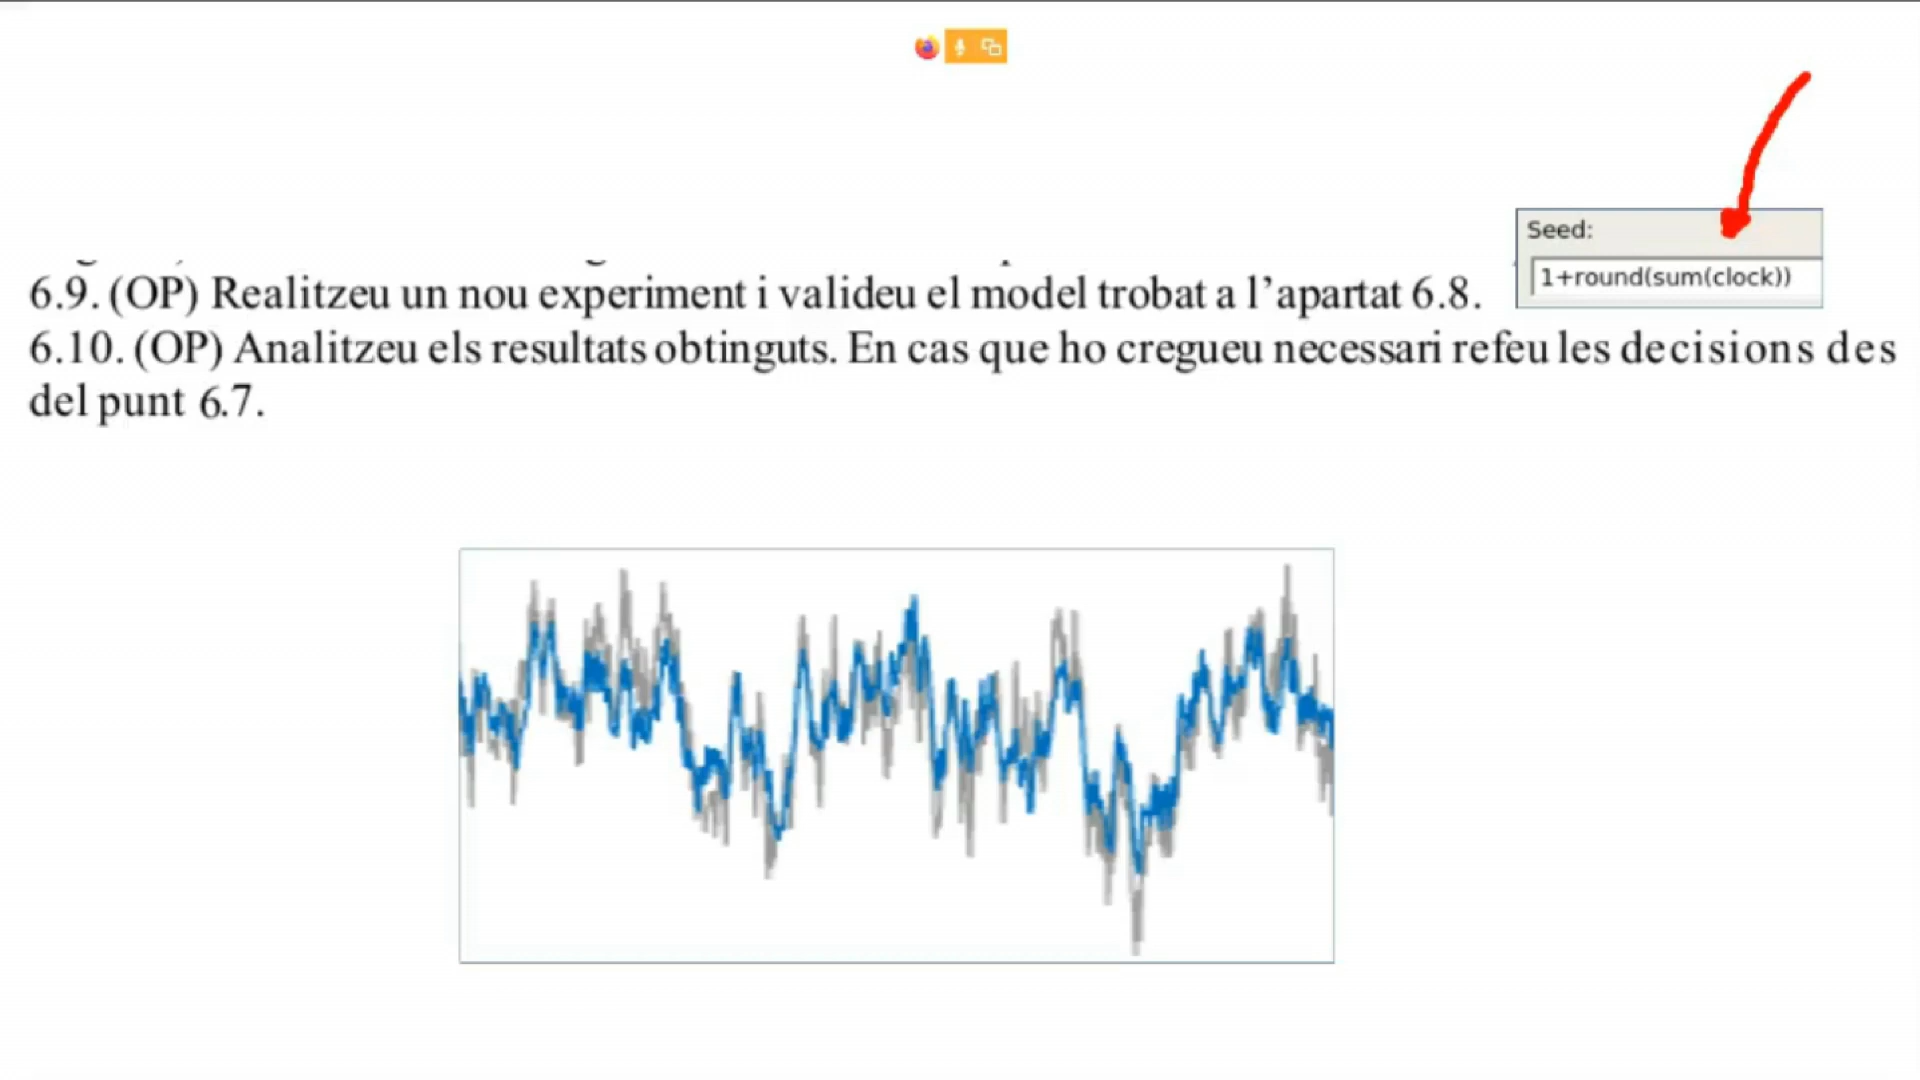 Seed:
1+round(sum(clock))
6.9. (OP) Realitzeu un nou experiment i valideu el model trobat a l’apartat 6.8.
6.10. (OP) Analitzeu els resultats obtinguts. En cas que ho cregueu necessari refeu les decisions des
del punt 6.7.